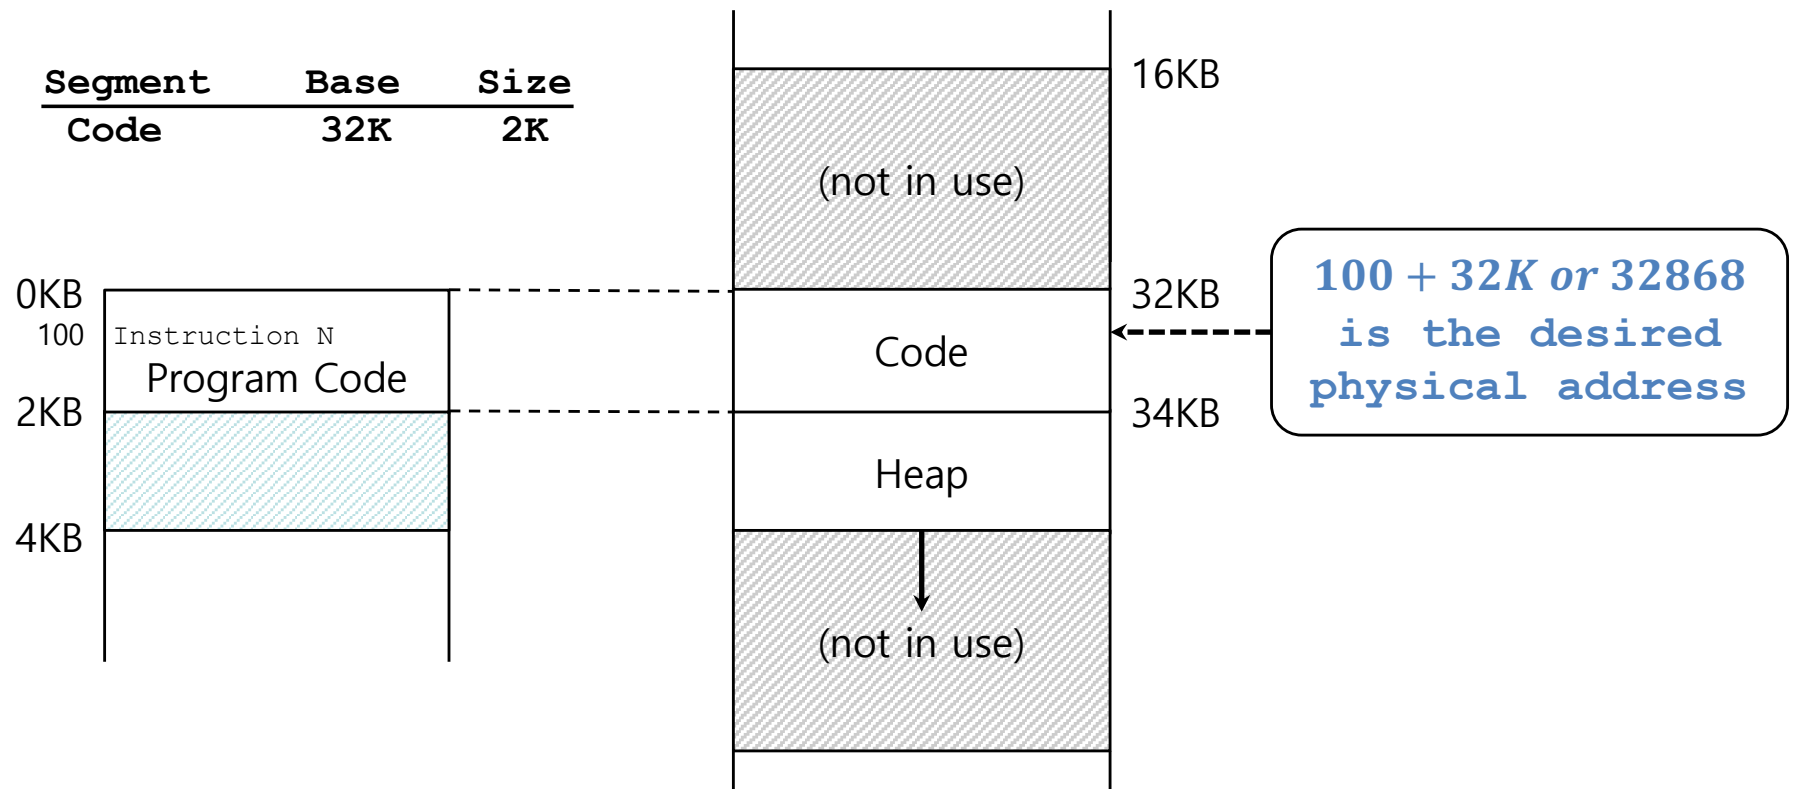 Segment Base Size
Code 32K 2K
0KB
100 Instruction N
Program Code
2KB
4KB
16KB
(not in use)
32KB
Code
34KB
Heap
(not in use)
100 + 32K or 32868
is the desired
physical address